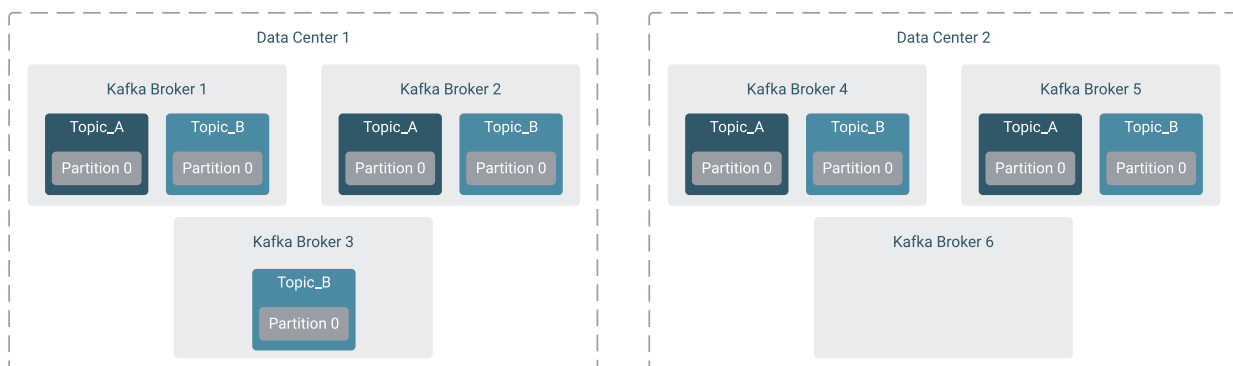 Data Center 1
Kafka Broker 1
Topic_A
Partition 0
Topic_B
Partition 0
Kafka Broker 2
Topic_A
Partition 0
Topic_B
Partition 0
Kafka Broker 3
Topic_B
Partition 0
Data Center 2
Kafka Broker 4
Topic_A
Partition 0
Topic_B
Partition 0
Kafka Broker 5
Topic_A
Partition 0
Topic_B
Partition 0
Kafka Broker 6